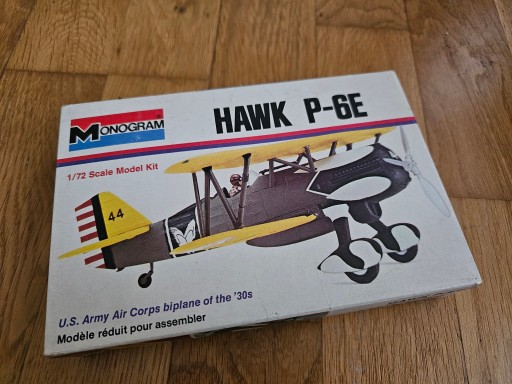 MONOGRAM
HAWK P-6E
1/72 Scale Model Kit
44
U.S. Army Air Corps biplane of the '30s
Modèle réduit pour assembler